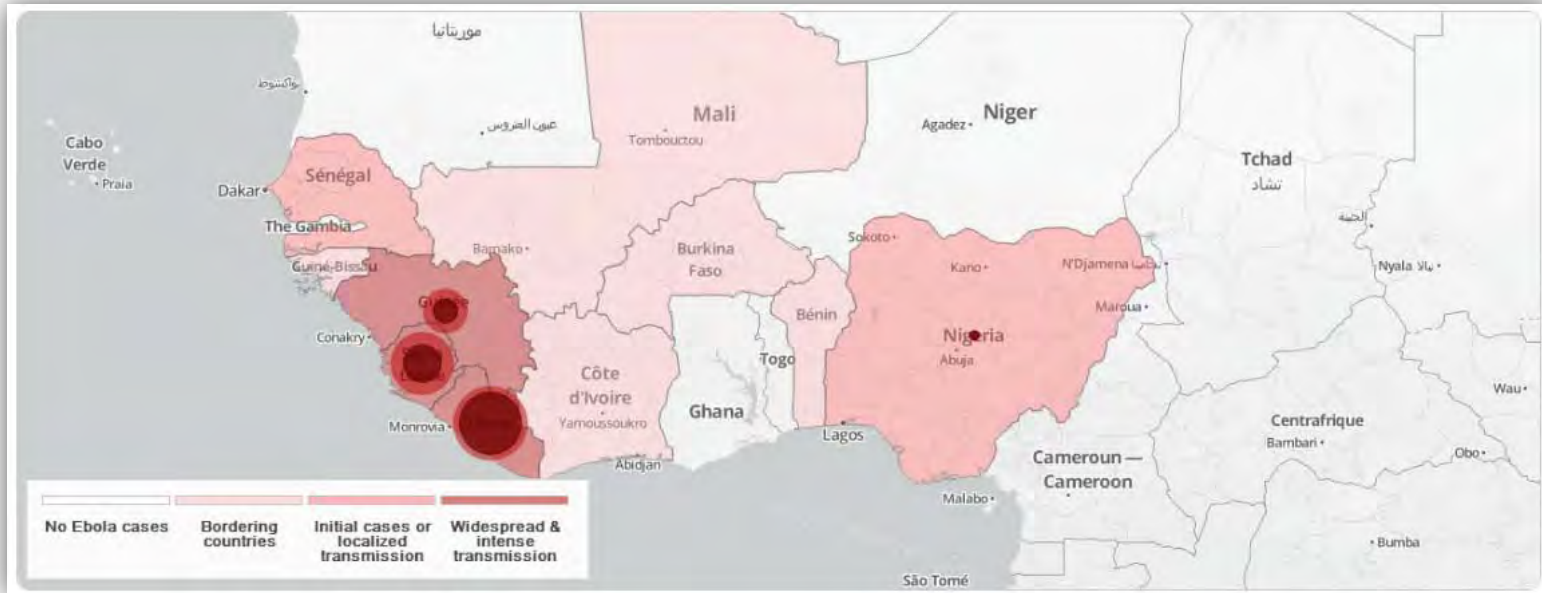 موريتانيا
نواكشوط
عيون العتروس
Mali
Tombouctou
Niger
Agadez
Cabo
Verde
Praia
Tchad
تشاد
Sénégal
Dakar
The Gambia
Guiné-Bissau
Bamako
Burkina
Faso
Sokoto
Kano
N'Djamena
الجنينة
Nyala نيالا
Maroua
Conakry
Bénin
Nigeria
Abuja
Togo
Côte
d'Ivoire
Yamoussoukro
Ghana
Wau
Monrovia
Lagos
Abidjan
Centrafrique
Bambari
Obo
Cameroun —
Cameroon
Malabo
Bumba
São Tomé
No Ebola cases
Bordering
countries
Initial cases or
localized
transmission
Widespread &
intense
transmission